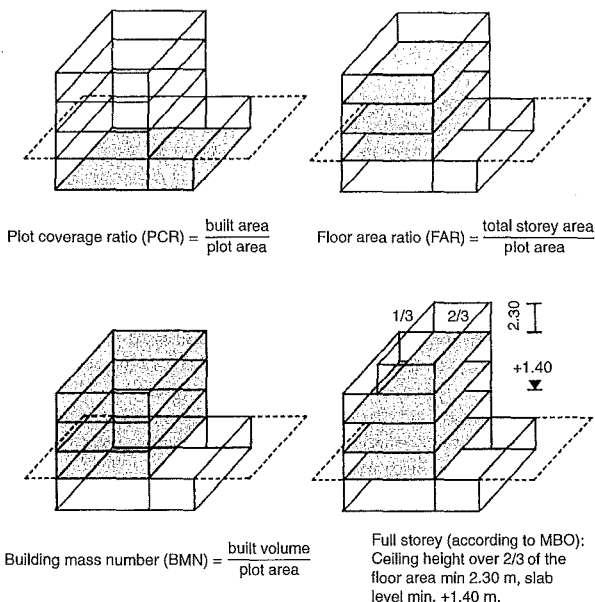 Plot coverage ratio (PCR) = built area / plot area
Floor area ratio (FAR) = total storey area / plot area
1/3 2/3
2.30
+1.40
Building mass number (BMN) = built volume / plot area
Full storey (according to MBO):
Ceiling height over 2/3 of the
floor area min 2.30 m, slab
level min. +1.40 m.